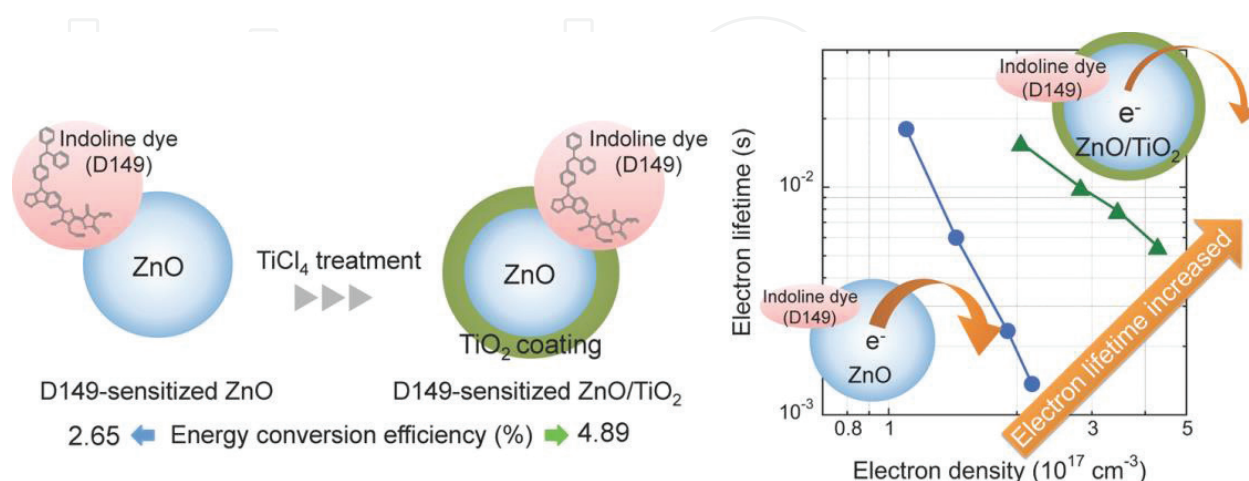 Indoline dye
(D149)
ZnO
TiCl4 treatment
Indoline dye
(D149)
ZnO
TiO2 coating
D149-sensitized ZnO
D149-sensitized ZnO/TiO2
2.65 Energy conversion efficiency (%) 4.89
Electron lifetime (s)
10-2
10-3
Indoline dye
(D149)
e-
ZnO/TiO2
Indoline dye
(D149)
e-
ZnO
Electron lifetime increased
0.8 1 2 3 5
Electron density (1017 cm-3)